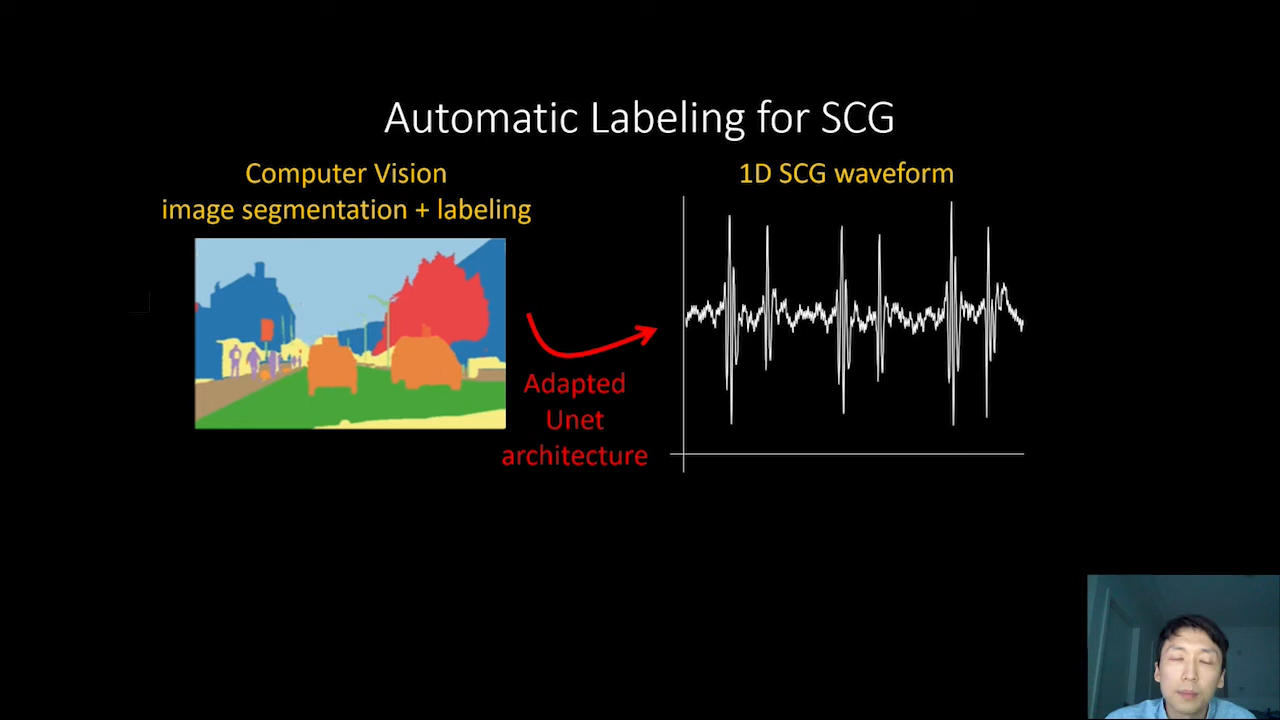 Automatic Labeling for SCG
Computer Vision
image segmentation + labeling
1D SCG waveform
Adapted
Unet
architecture